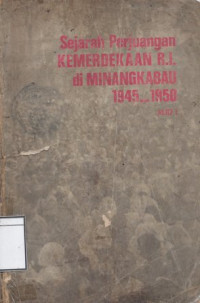 Sejarah Perjuangan
KEMERDEKAAN R.I.
di MINANGKABAU
1945...1950